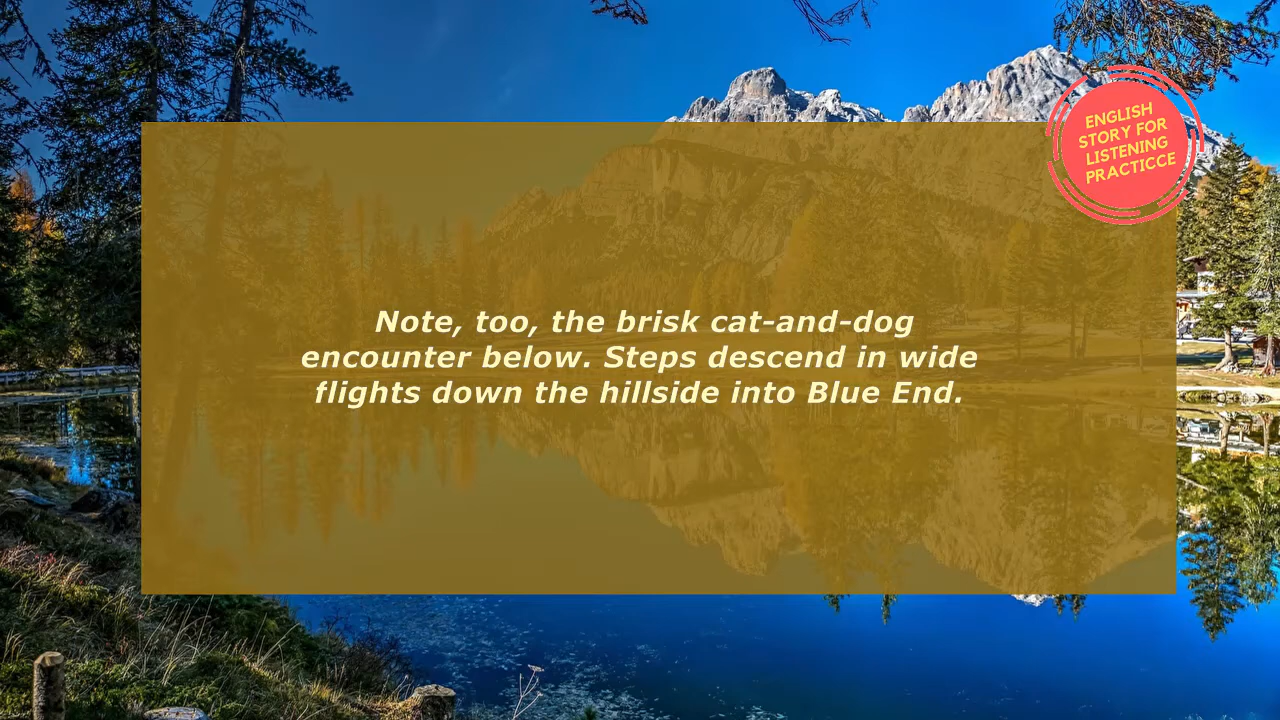 ENGLISH
STORY FOR
LISTENING
PRACTICCE
Note, too, the brisk cat-and-dog
encounter below. Steps descend in wide
flights down the hillside into Blue End.